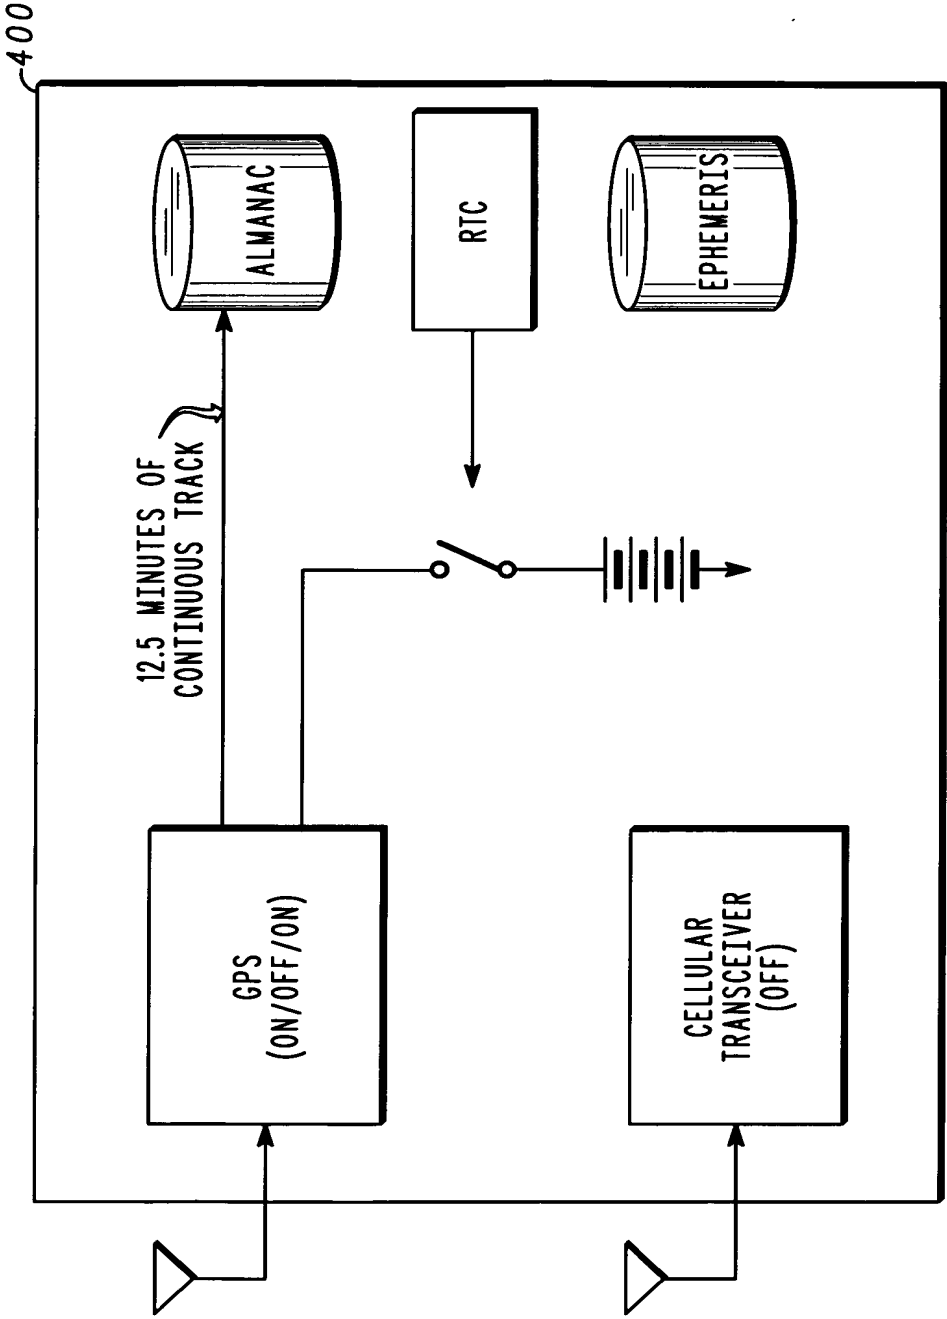 400
12.5 MINUTES OF
CONTINUOUS TRACK
GPS
(ON/OFF/ON)
ALMANAC
RTC
CELLULAR
TRANSCEIVER
(OFF)
EPHEMERIS